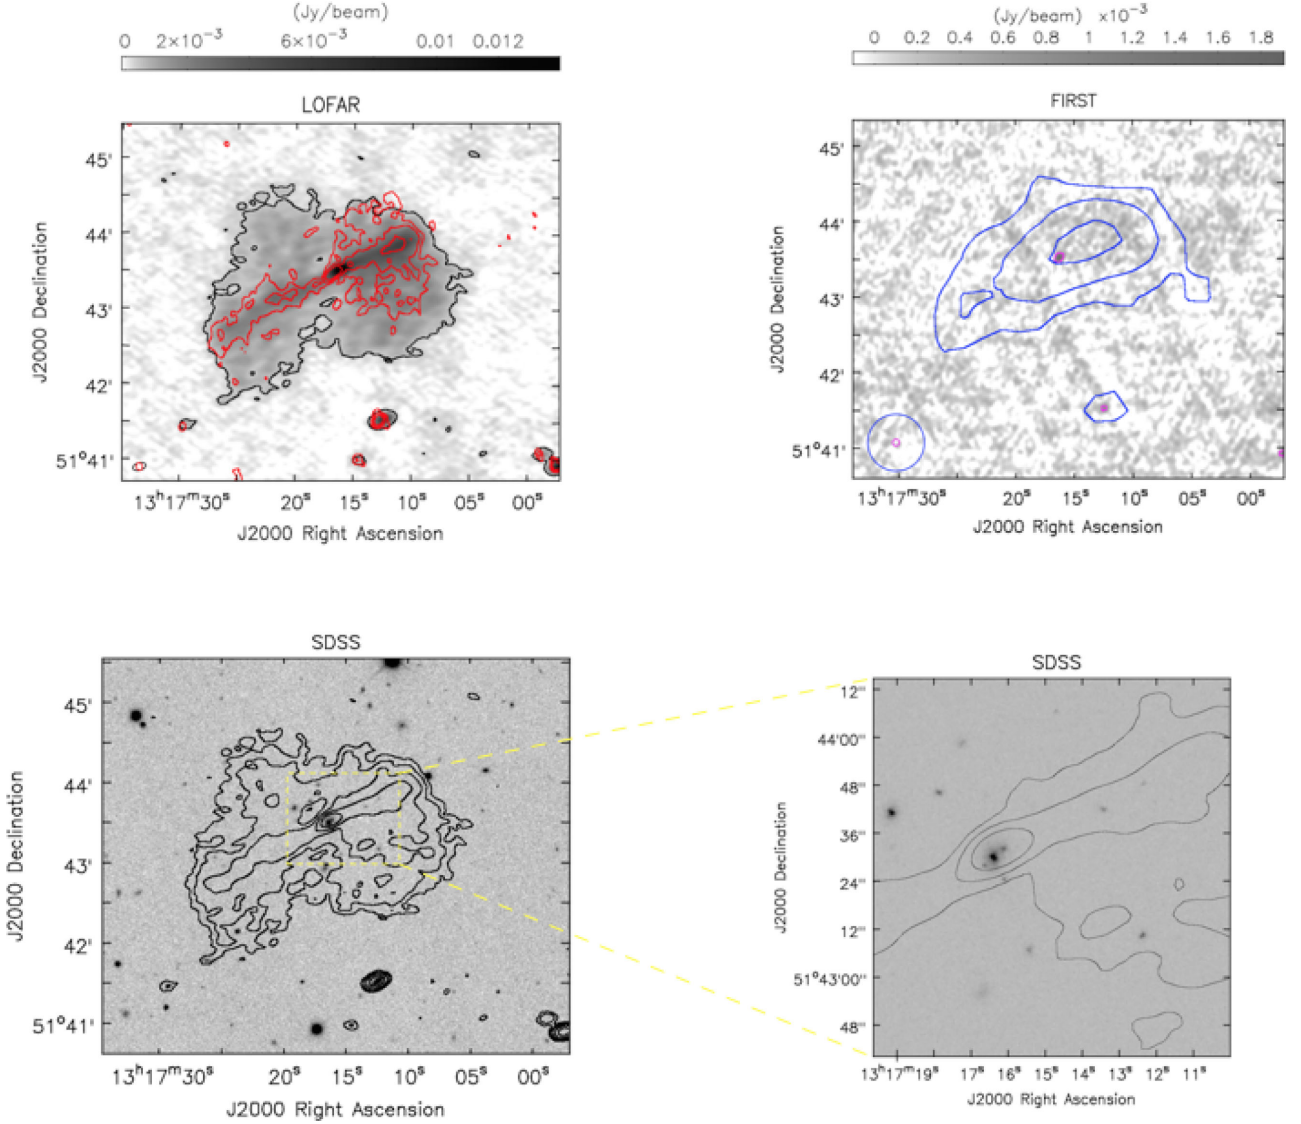 (Jy/beam)
0 2×10⁻³ 6×10⁻³ 0.01 0.012
LOFAR
45'
44'
43'
42'
51°41'
J2000 Declination
13ʰ17ᵐ30ˢ 20ˢ 15ˢ 10ˢ 05ˢ 00ˢ
J2000 Right Ascension
(Jy/beam) ×10⁻³
0 0.2 0.4 0.6 0.8 1 1.2 1.4 1.6 1.8
FIRST
45'
44'
43'
42'
51°41'
J2000 Declination
13ʰ17ᵐ30ˢ 20ˢ 15ˢ 10ˢ 05ˢ 00ˢ
J2000 Right Ascension
SDSS
45'
44'
43'
42'
51°41'
J2000 Declination
13ʰ17ᵐ30ˢ 20ˢ 15ˢ 10ˢ 05ˢ 00ˢ
J2000 Right Ascension
SDSS
12"
44'00"
48"
36"
24"
12"
51°43'00"
48"
J2000 Declination
13ʰ17ᵐ19ˢ 17ˢ 16ˢ 15ˢ 14ˢ 13ˢ 12ˢ 11ˢ
J2000 Right Ascension